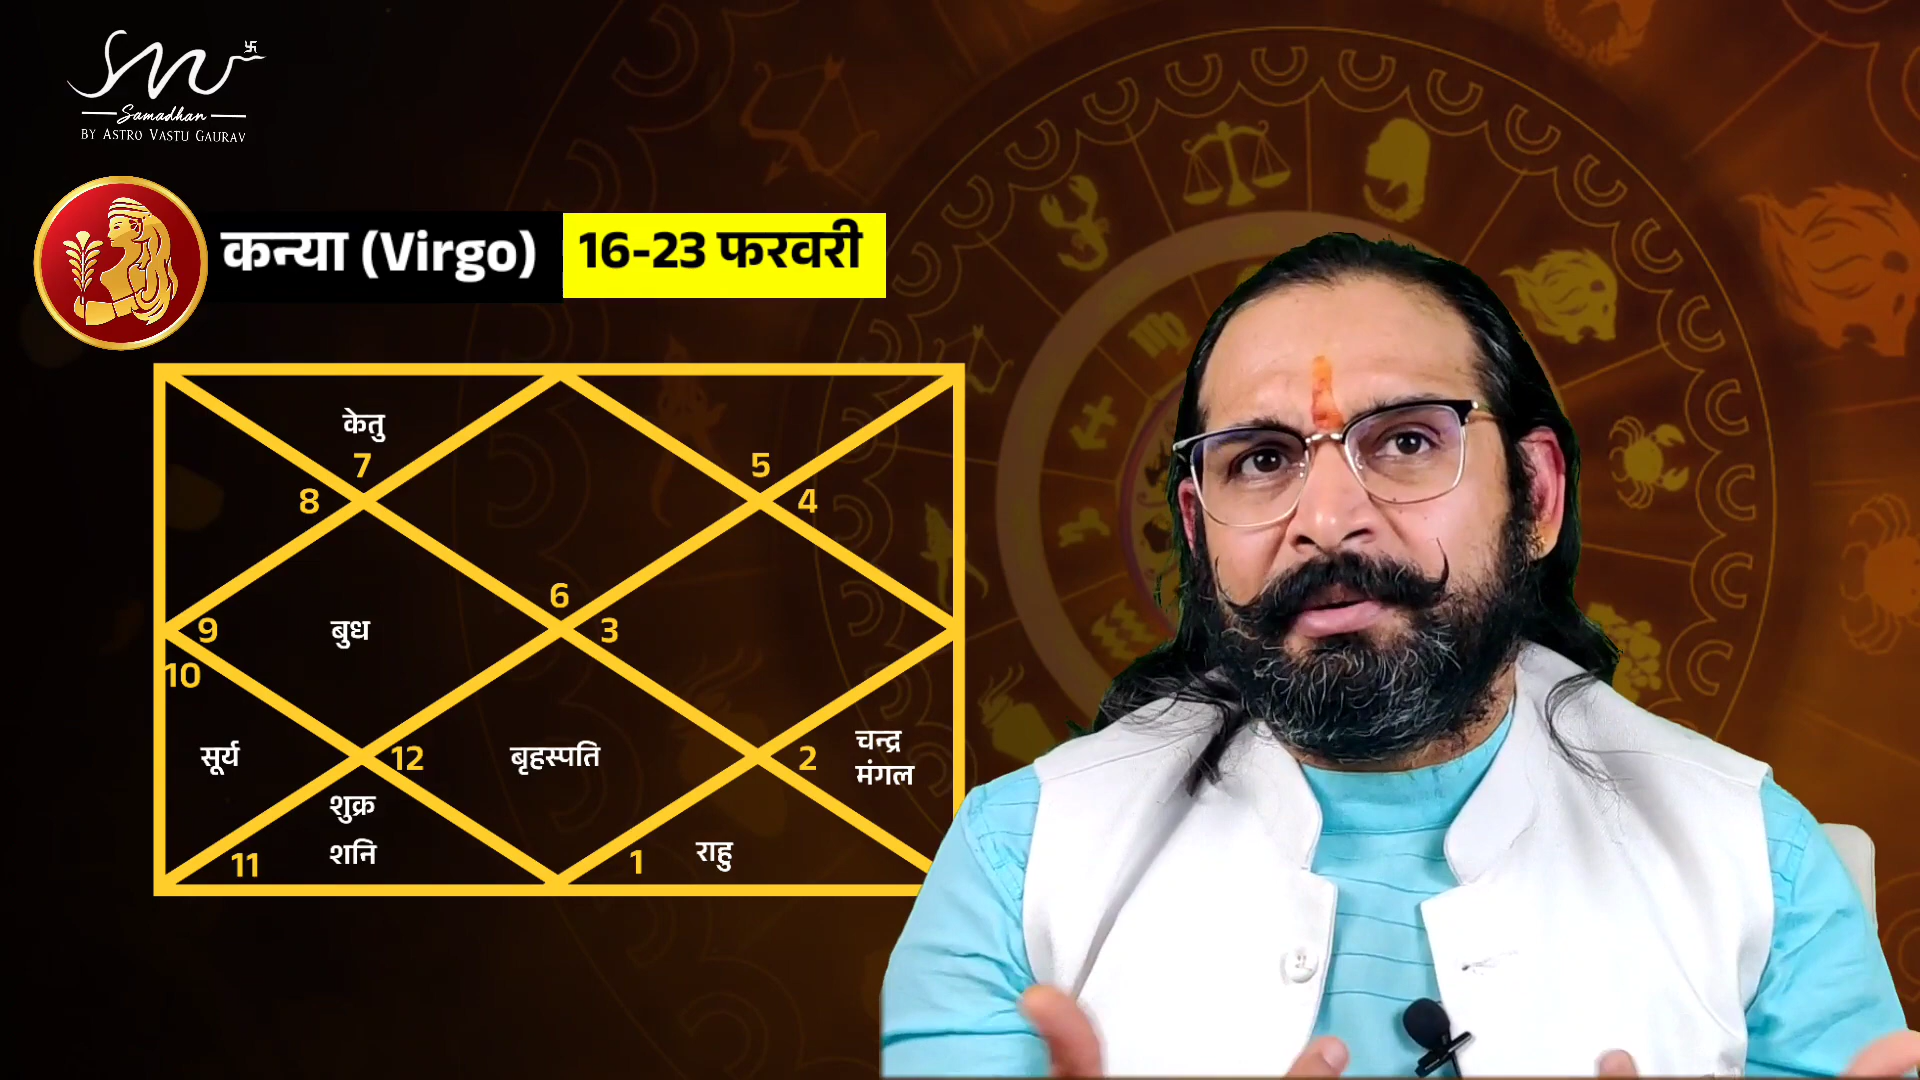 Samadhan
BY ASTRO VASTU GAURAV
कन्या (Virgo) 16-23 फरवरी
केतु
7
8
5
4
6
9
बुध
3
10
सूर्य
12
बृहस्पति
2
चन्द्र
मंगल
शुक्र
शनि
11
1
राहु